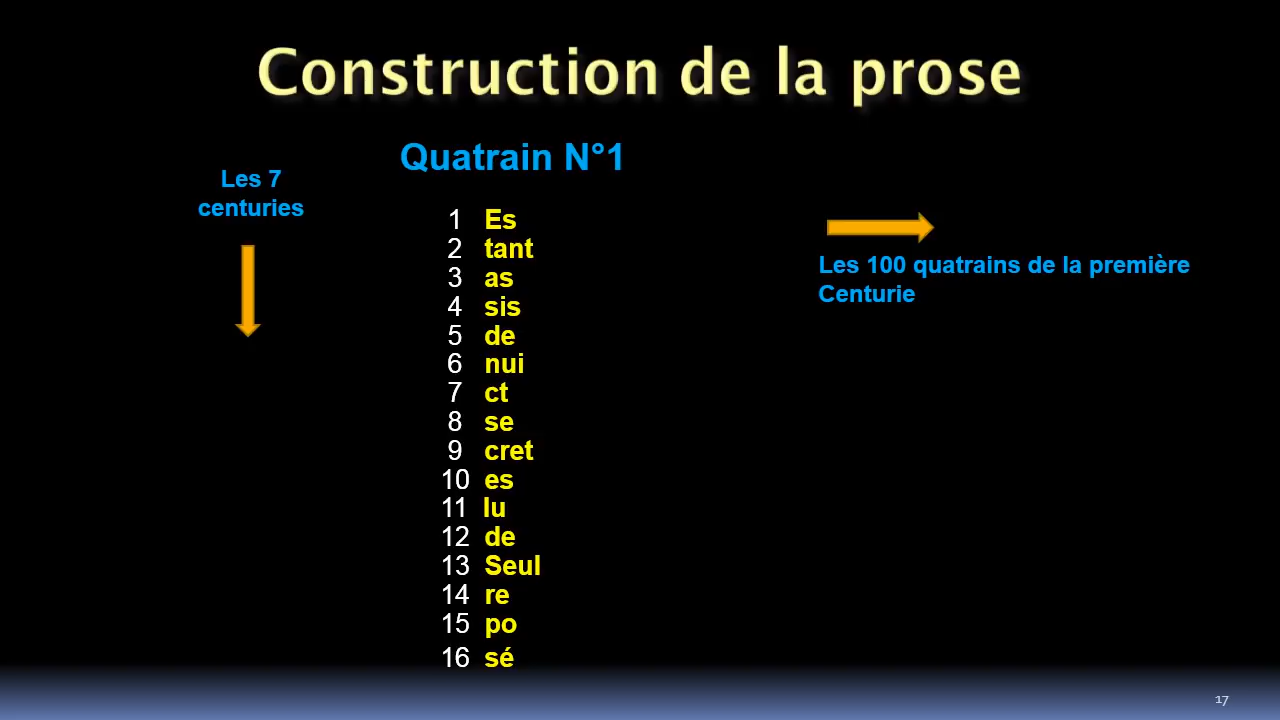 Construction de la prose
Quatrain N°1
Les 7
centuries
1 Es
2 tant
3 as
4 sis
5 de
6 nui
7 ct
8 se
9 cret
10 es
11 lu
12 de
13 Seul
14 re
15 po
16 sé
Les 100 quatrains de la première
Centurie
17